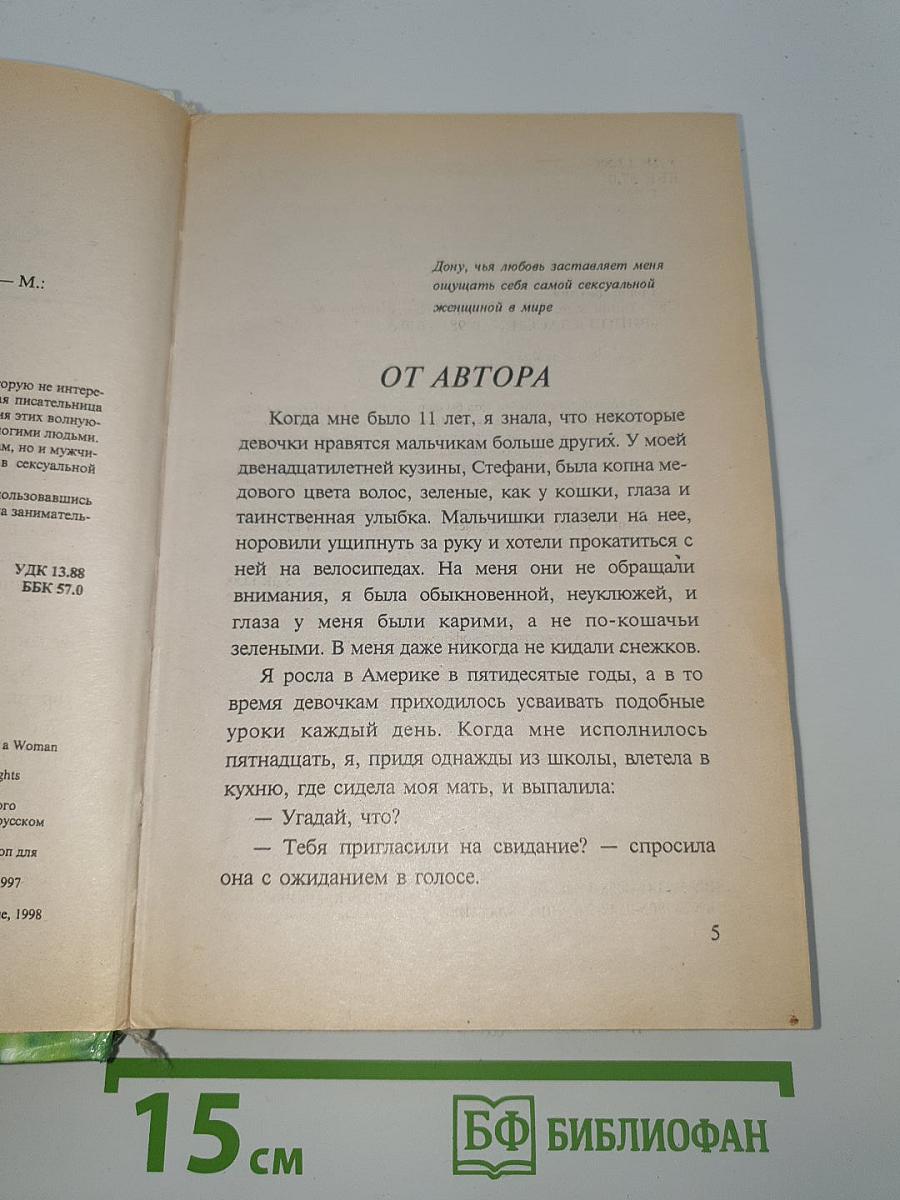 — М.:
орую не интере-
ая писательница
ия этих волную-
ногими людьми.
ам, но и мужчи-
в сексуальной
ользовавшись
а заниматель-
УДК 13.88
ББК 57.0
a Woman
ghts
ого
русском
оп для
1997
е, 1998
Дону, чья любовь заставляет меня
ощущать себя самой сексуальной
женщиной в мире
ОТ АВТОРА
Когда мне было 11 лет, я знала, что некоторые
девочки нравятся мальчикам больше других. У моей
двенадцатилетней кузины, Стефани, была копна ме-
дового цвета волос, зеленые, как у кошки, глаза и
таинственная улыбка. Мальчишки глазели на нее,
норовили ущипнуть за руку и хотели прокатиться с
ней на велосипедах. На меня они не обращали
внимания, я была обыкновенной, неуклюжей, и
глаза у меня были карими, а не по-кошачьи
зелеными. В меня даже никогда не кидали снежков.
Я росла в Америке в пятидесятые годы, а в то
время девочкам приходилось усваивать подобные
уроки каждый день. Когда мне исполнилось
пятнадцать, я, придя однажды из школы, влетела в
кухню, где сидела моя мать, и выпалила:
— Угадай, что?
— Тебя пригласили на свидание? — спросила
она с ожиданием в голосе.
5
15 см
БФ БИБЛИОФАН